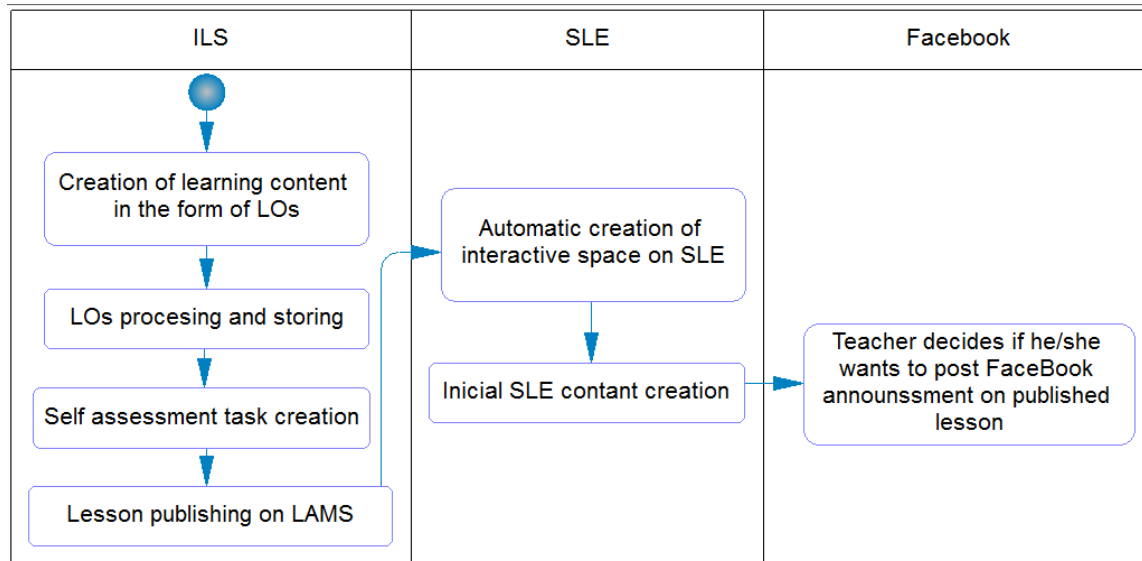 ILS
SLE
Facebook
Creation of learning content
in the form of LOs
LOs procesing and storing
Self assessment task creation
Lesson publishing on LAMS
Automatic creation of
interactive space on SLE
Inicial SLE contant creation
Teacher decides if he/she
wants to post FaceBook
announssment on published
lesson